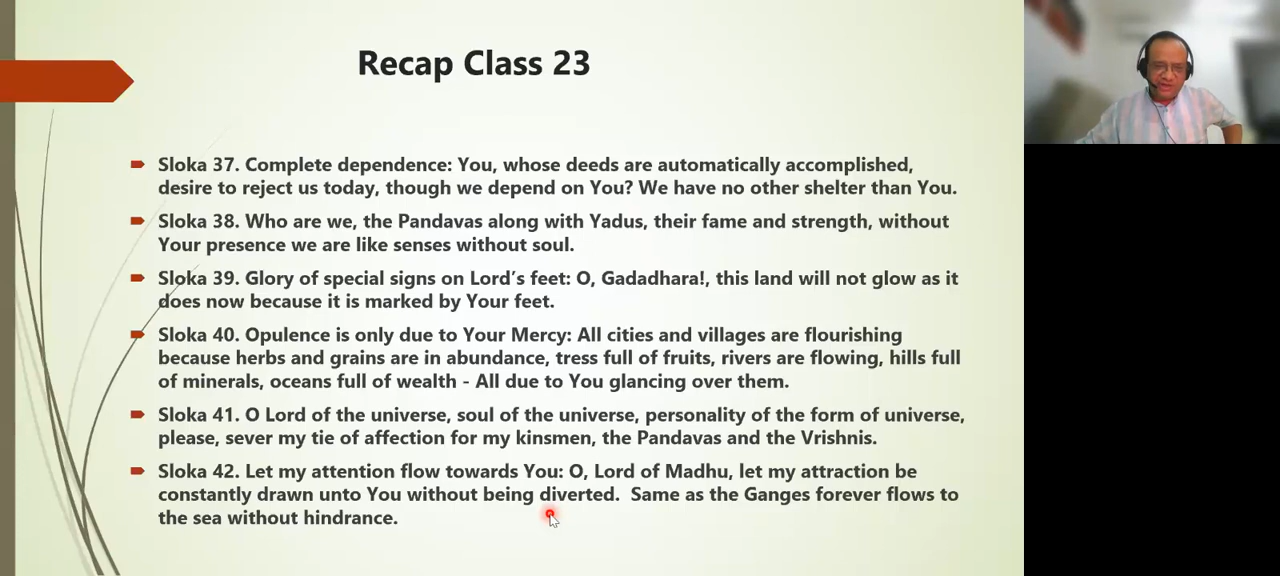 Recap Class 23
Sloka 37. Complete dependence: You, whose deeds are automatically accomplished,
desire to reject us today, though we depend on You? We have no other shelter than You.
Sloka 38. Who are we, the Pandavas along with Yadus, their fame and strength, without
Your presence we are like senses without soul.
Sloka 39. Glory of special signs on Lord’s feet: O, Gadadhara!, this land will not glow as it
does now because it is marked by Your feet.
Sloka 40. Opulence is only due to Your Mercy: All cities and villages are flourishing
because herbs and grains are in abundance, tress full of fruits, rivers are flowing, hills full
of minerals, oceans full of wealth - All due to You glancing over them.
Sloka 41. O Lord of the universe, soul of the universe, personality of the form of universe,
please, sever my tie of affection for my kinsmen, the Pandavas and the Vrishnis.
Sloka 42. Let my attention flow towards You: O, Lord of Madhu, let my attraction be
constantly drawn unto You without being diverted.  Same as the Ganges forever flows to
the sea without hindrance.